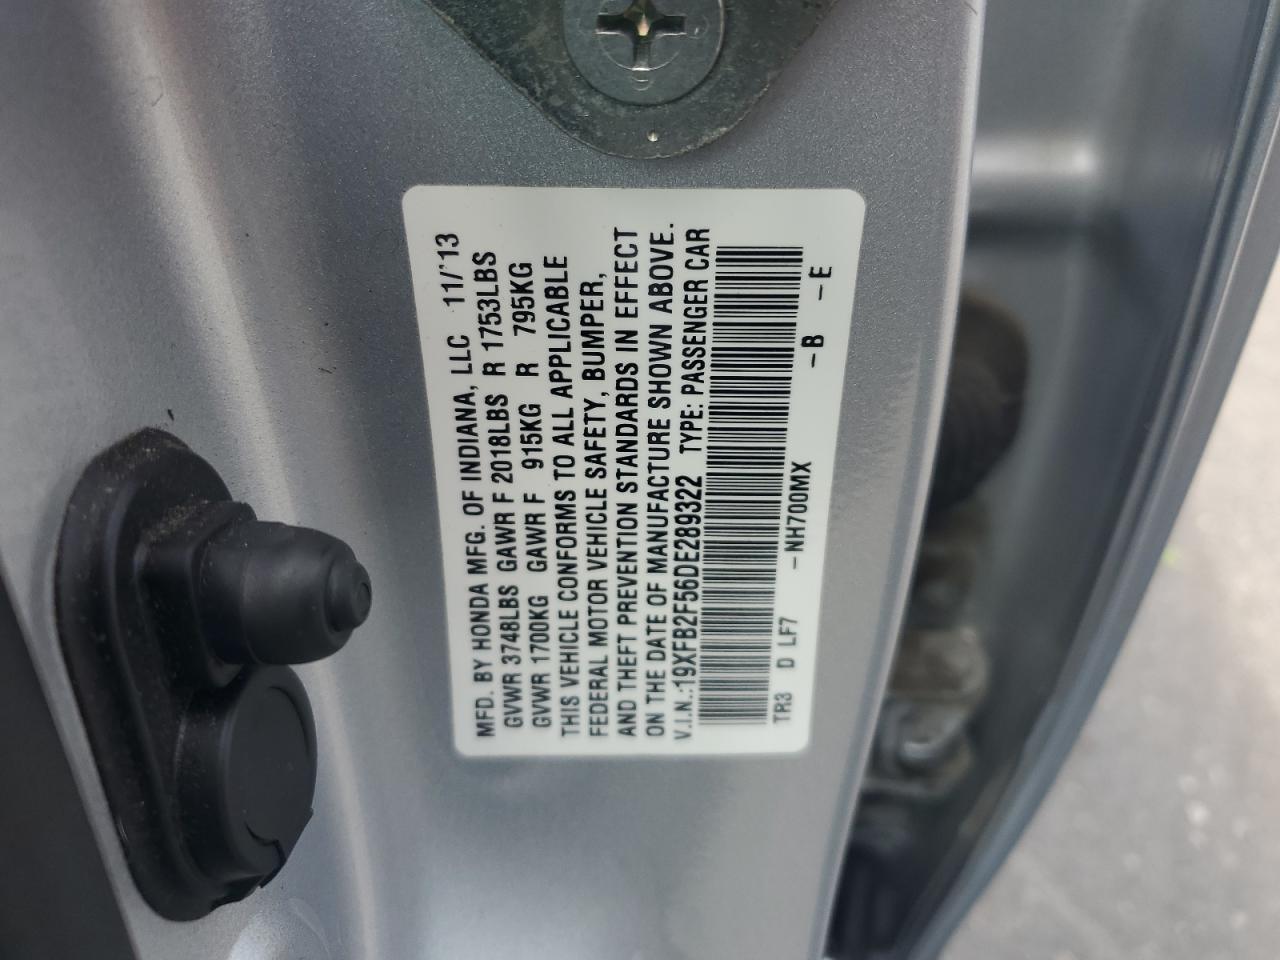 MFD. BY HONDA MFG. OF INDIANA, LLC 11/'13
GVWR 3748LBS GAWR F 2018LBS R 1753LBS
GVWR 1700KG GAWR F 915KG R 795KG
THIS VEHICLE CONFORMS TO ALL APPLICABLE
FEDERAL MOTOR VEHICLE SAFETY, BUMPER,
AND THEFT PREVENTION STANDARDS IN EFFECT
ON THE DATE OF MANUFACTURE SHOWN ABOVE.
V.I.N.:19XFB2F56DE289322 TYPE: PASSENGER CAR
TR3 D LF7 -NH700MX -B -E